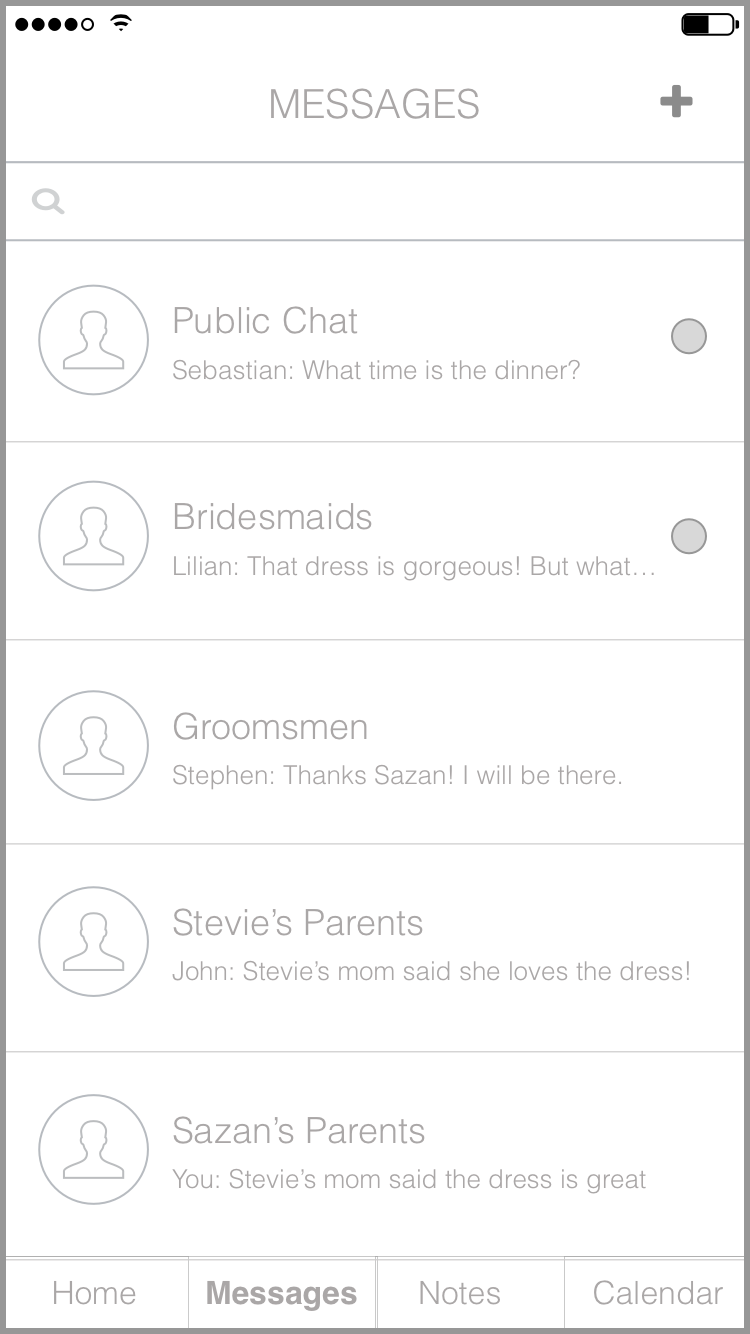 MESSAGES
Public Chat
Sebastian: What time is the dinner?
Bridesmaids
Lilian: That dress is gorgeous! But what...
Groomsmen
Stephen: Thanks Sazan! I will be there.
Stevie’s Parents
John: Stevie’s mom said she loves the dress!
Sazan’s Parents
You: Stevie’s mom said the dress is great
Home Messages Notes Calendar